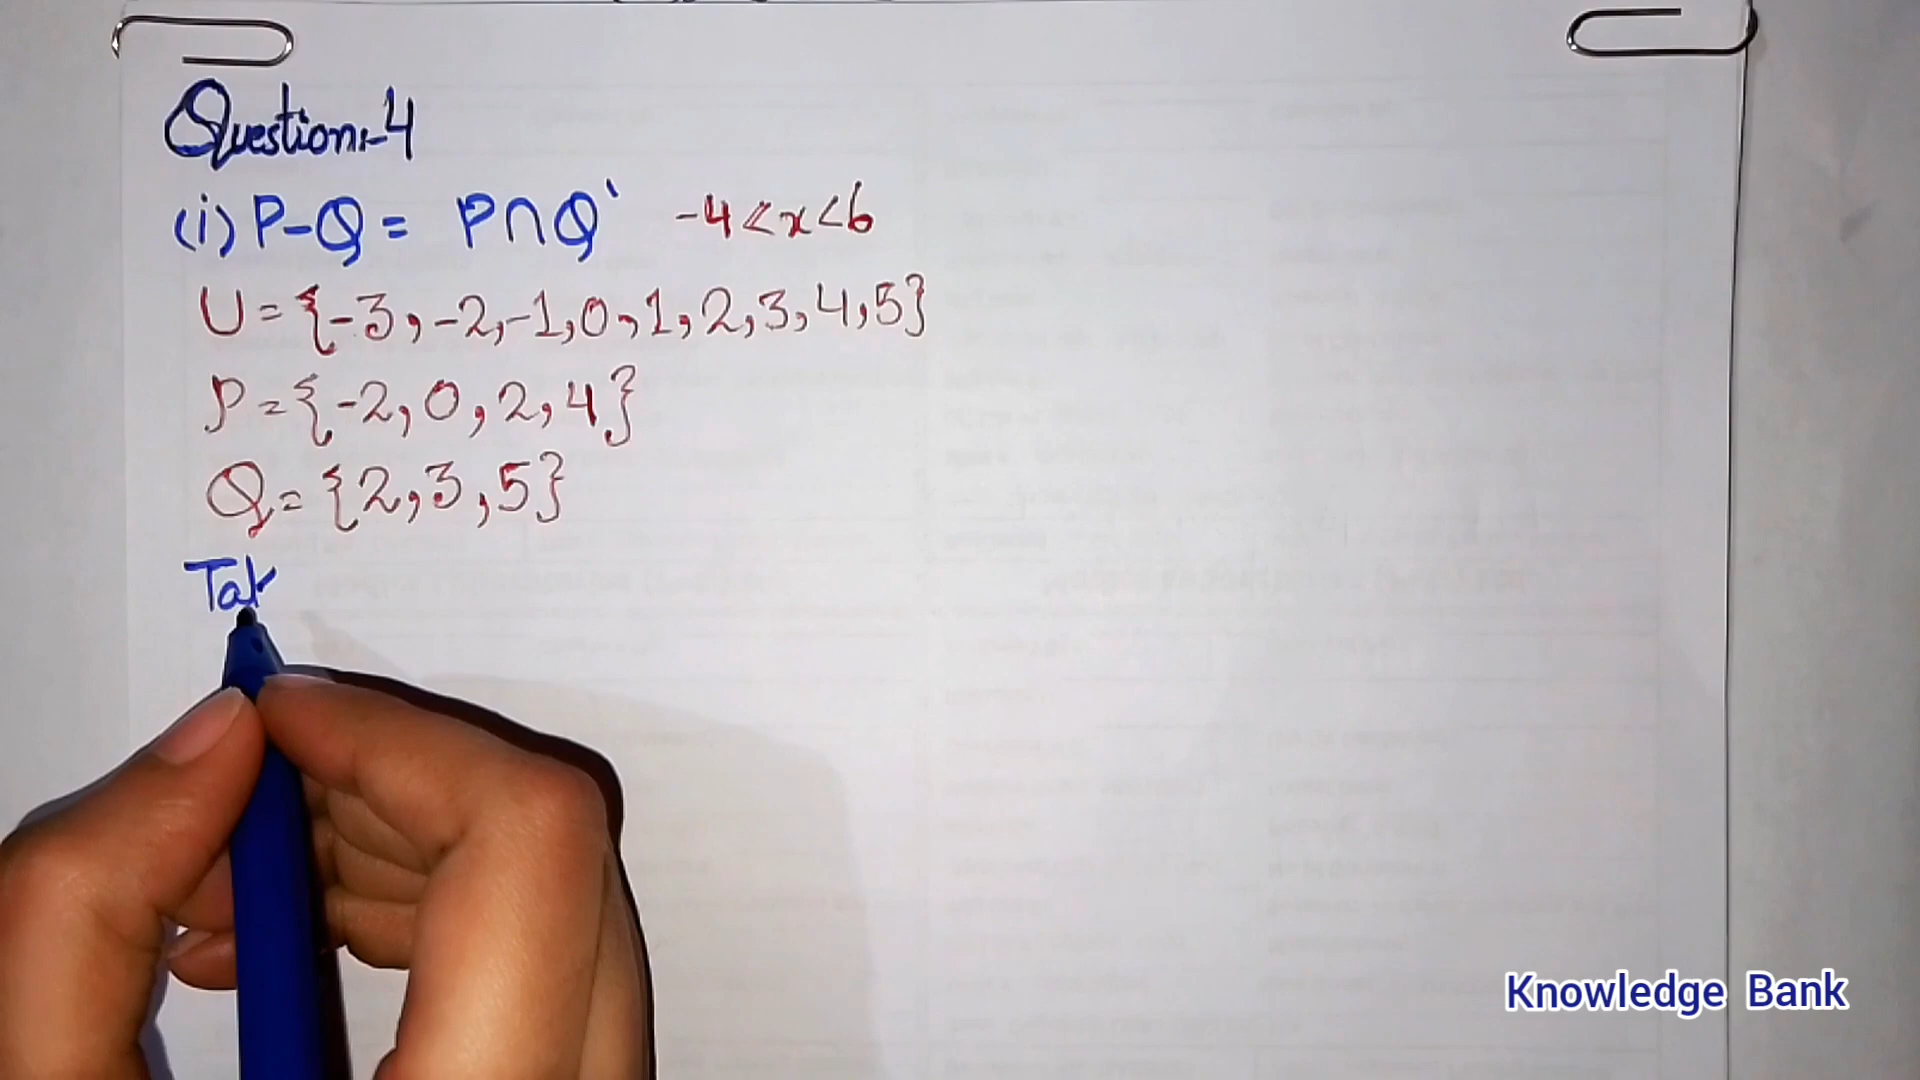 Question:-4
(i) P-Q = P∩Q' -4<x<6
U = {-3, -2, -1, 0, 1, 2, 3, 4, 5}
P = {-2, 0, 2, 4}
Q = {2, 3, 5}
Tak
Knowledge Bank